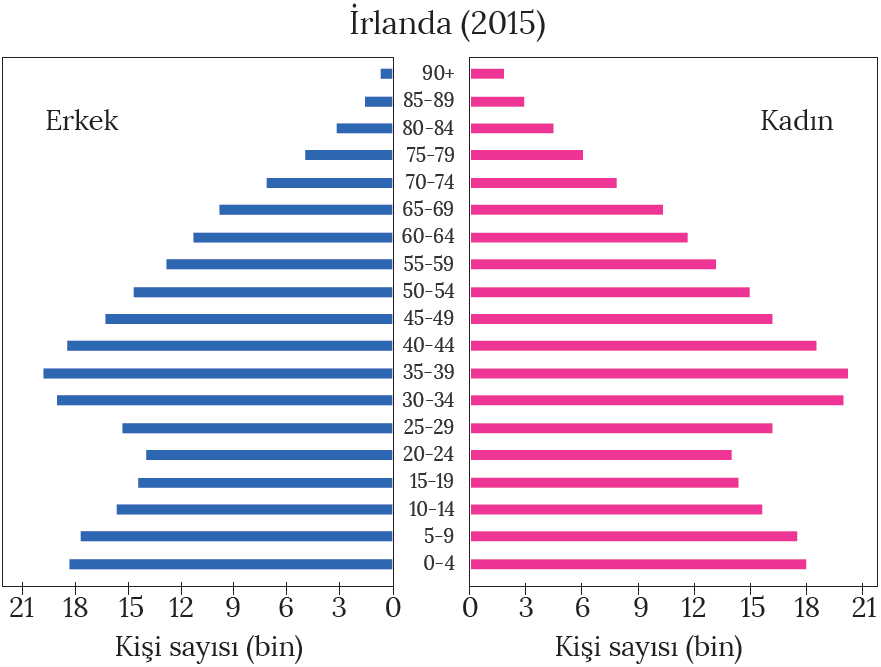 İrlanda (2015)
Erkek
Kadın
90+
85–89
80–84
75–79
70–74
65–69
60–64
55–59
50–54
45–49
40–44
35–39
30–34
25–29
20–24
15–19
10–14
5–9
0–4
21 18 15 12 9 6 3 0
0 3 6 9 12 15 18 21
Kişi sayısı (bin)
Kişi sayısı (bin)